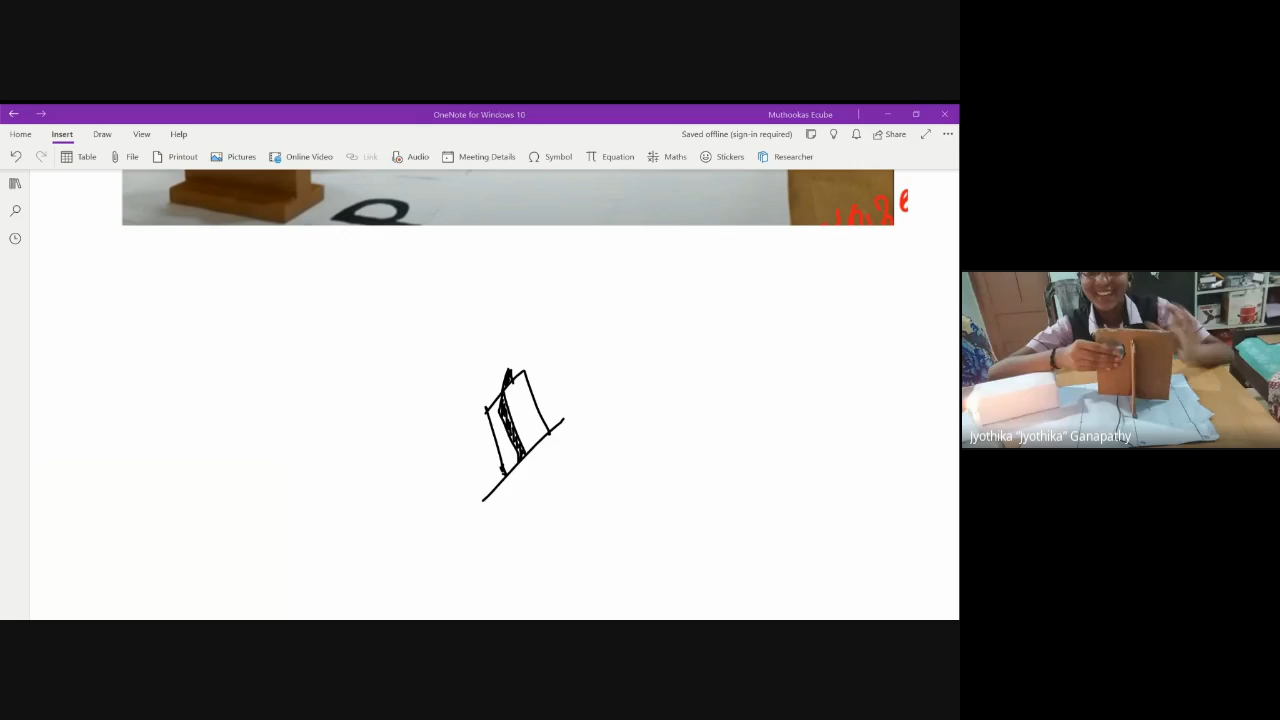 OneNote for Windows 10
Muthookas Ecube
Home Insert Draw View Help
Saved offline (sign-in required)
Share
Table File Printout Pictures Online Video Link Audio Meeting Details Symbol Equation Maths Stickers Researcher
Jyothika "Jyothika" Ganapathy